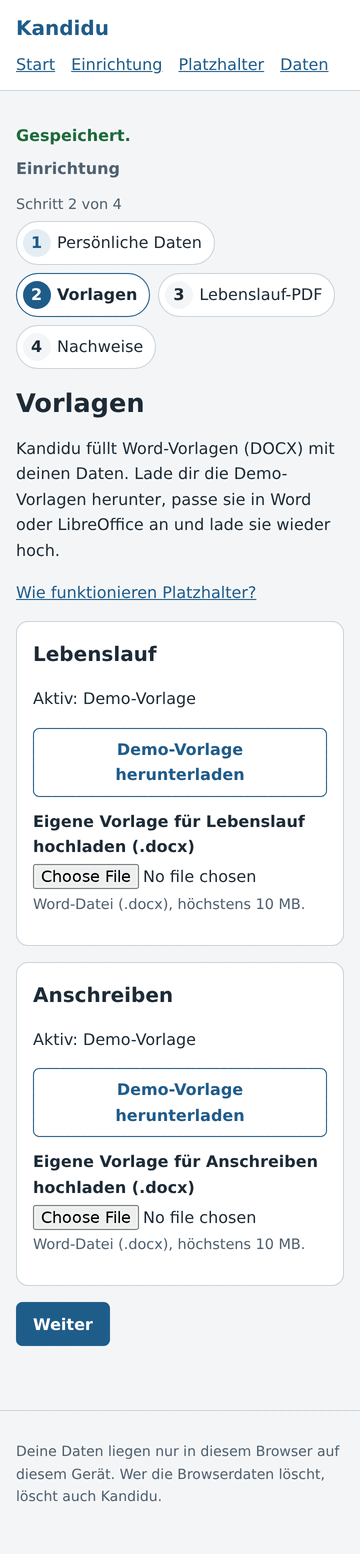 Kandidu
Start Einrichtung Platzhalter Daten
Gespeichert.
Einrichtung
Schritt 2 von 4
1 Persönliche Daten
2 Vorlagen 3 Lebenslauf-PDF
4 Nachweise
Vorlagen
Kandidu füllt Word-Vorlagen (DOCX) mit
deinen Daten. Lade dir die Demo-
Vorlagen herunter, passe sie in Word
oder LibreOffice an und lade sie wieder
hoch.
Wie funktionieren Platzhalter?
Lebenslauf
Aktiv: Demo-Vorlage
Demo-Vorlage
herunterladen
Eigene Vorlage für Lebenslauf
hochladen (.docx)
Choose File No file chosen
Word-Datei (.docx), höchstens 10 MB.
Anschreiben
Aktiv: Demo-Vorlage
Demo-Vorlage
herunterladen
Eigene Vorlage für Anschreiben
hochladen (.docx)
Choose File No file chosen
Word-Datei (.docx), höchstens 10 MB.
Weiter
Deine Daten liegen nur in diesem Browser auf
diesem Gerät. Wer die Browserdaten löscht,
löscht auch Kandidu.